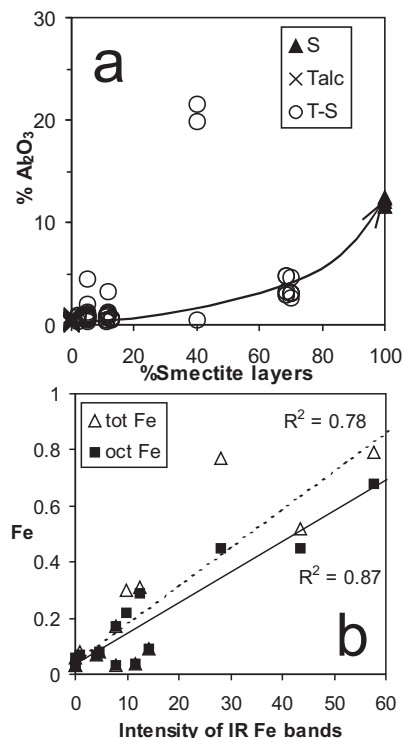 a
S
Talc
T-S
30
20
10
0
% Al₂O₃
0 20 40 60 80 100
%Smectite layers
tot Fe
oct Fe
R² = 0.78
R² = 0.87
b
1
0.8
0.6
0.4
0.2
0
Fe
0 10 20 30 40 50 60
Intensity of IR Fe bands